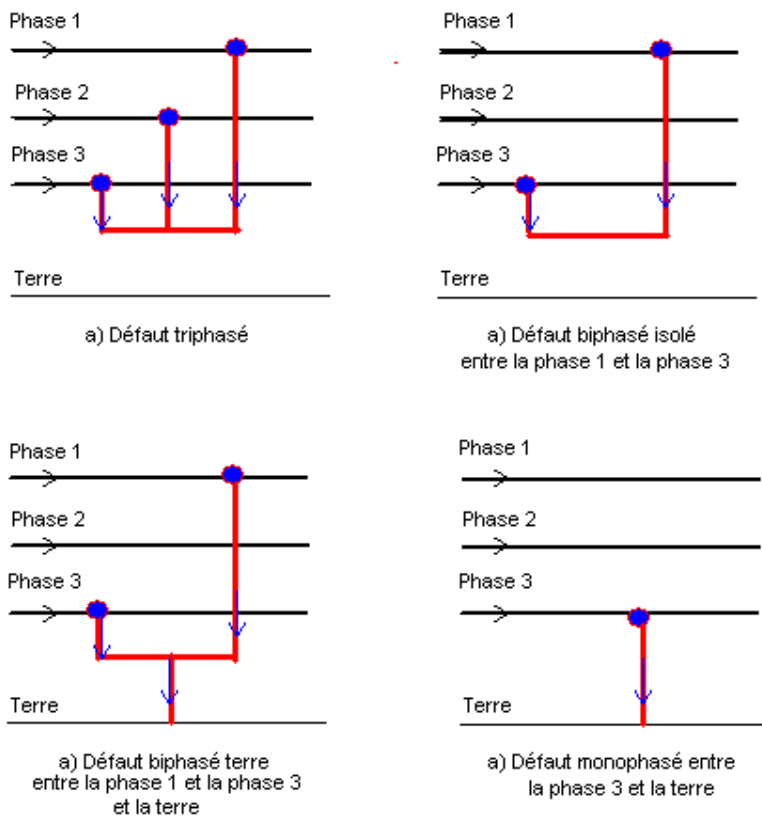 Phase 1
Phase 2
Phase 3
Terre
a) Défaut triphasé
Phase 1
Phase 2
Phase 3
Terre
a) Défaut biphasé isolé
entre la phase 1 et la phase 3
Phase 1
Phase 2
Phase 3
Terre
a) Défaut biphasé terre
entre la phase 1 et la phase 3
et la terre
Phase 1
Phase 2
Phase 3
Terre
a) Défaut monophasé entre
la phase 3 et la terre